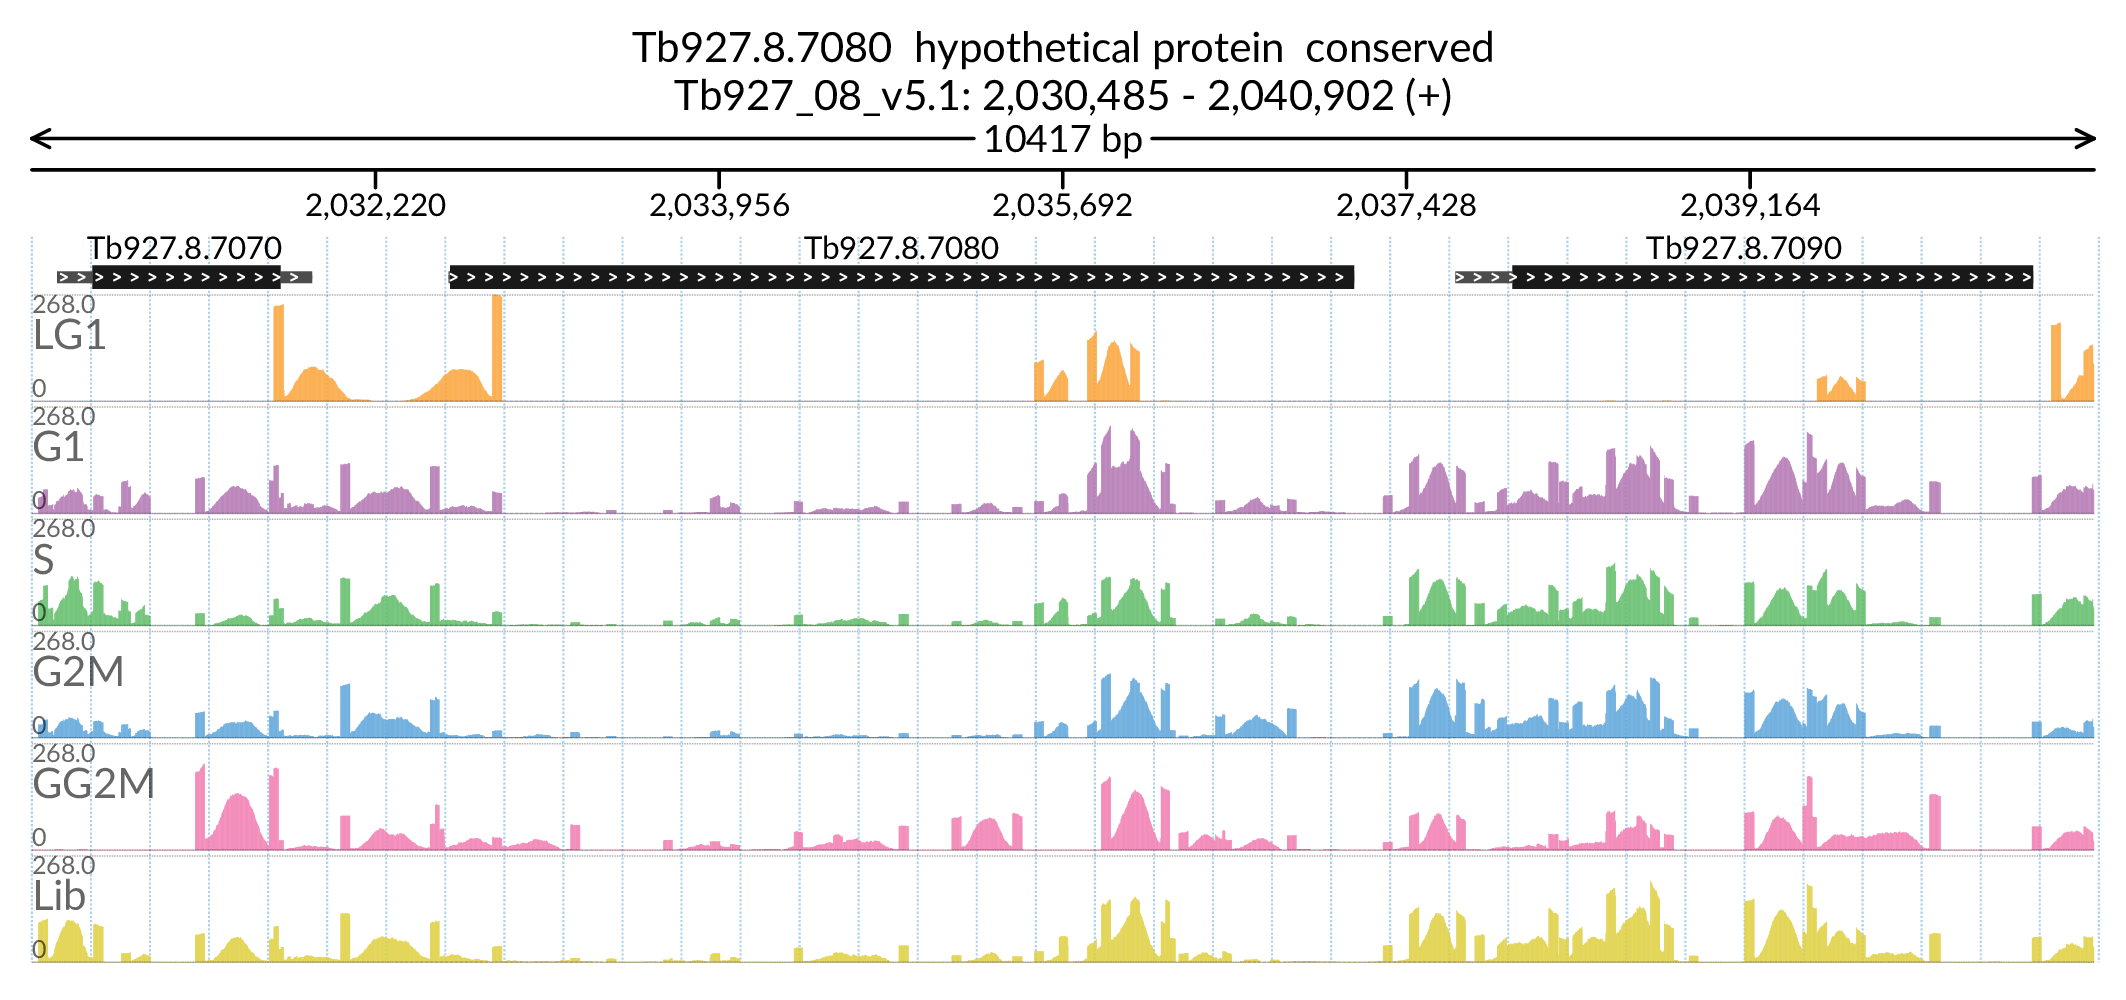 Tb927.8.7080 hypothetical protein conserved
Tb927_08_v5.1: 2,030,485 - 2,040,902 (+)
10417 bp
2,032,220 2,033,956 2,035,692 2,037,428 2,039,164
Tb927.8.7070 Tb927.8.7080 Tb927.8.7090
268.0
LG1
0
268.0
G1
0
268.0
S
0
268.0
G2M
0
268.0
GG2M
0
268.0
Lib
0